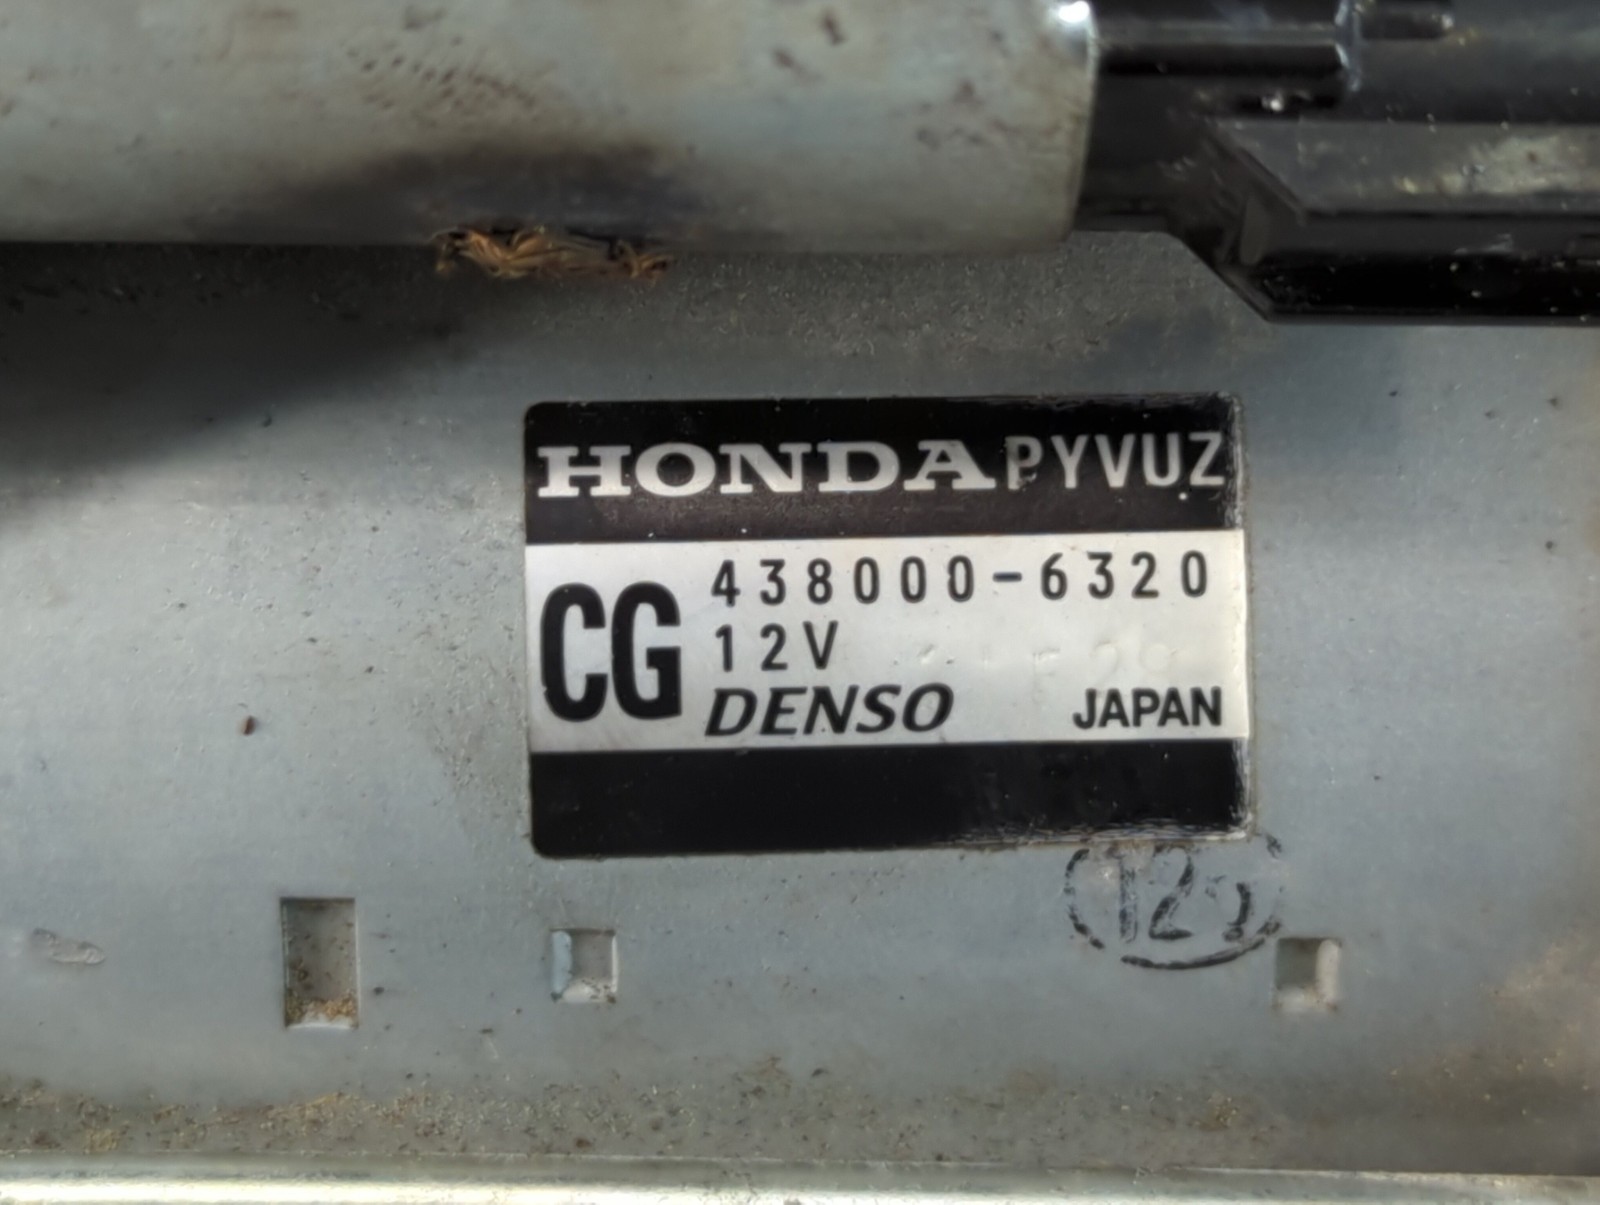 HONDA PYVUZ
CG 438000-6320
12V
DENSO JAPAN